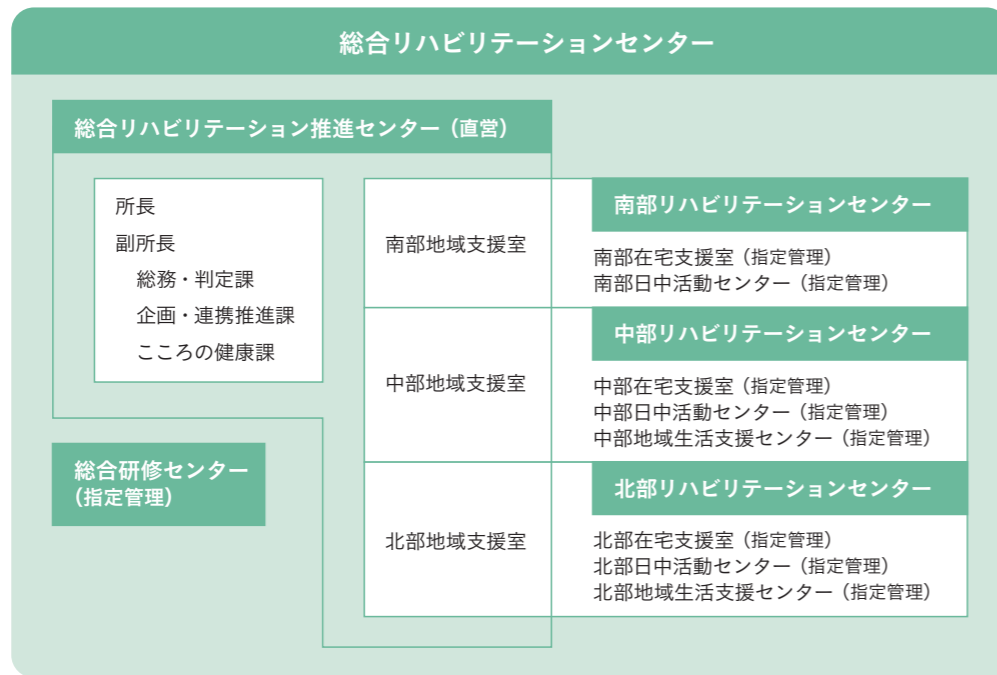 総合リハビリテーションセンター
総合リハビリテーション推進センター（直営）
所長
副所長
総務・判定課
企画・連携推進課
こころの健康課
総合研修センター
（指定管理）
南部地域支援室
南部リハビリテーションセンター
南部在宅支援室（指定管理）
南部日中活動センター（指定管理）
中部地域支援室
中部リハビリテーションセンター
中部在宅支援室（指定管理）
中部日中活動センター（指定管理）
中部地域生活支援センター（指定管理）
北部地域支援室
北部リハビリテーションセンター
北部在宅支援室（指定管理）
北部日中活動センター（指定管理）
北部地域生活支援センター（指定管理）